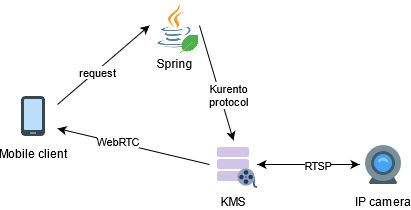 Spring
request
Kurento
protocol
Mobile client
WebRTC
RTSP
KMS
IP camera